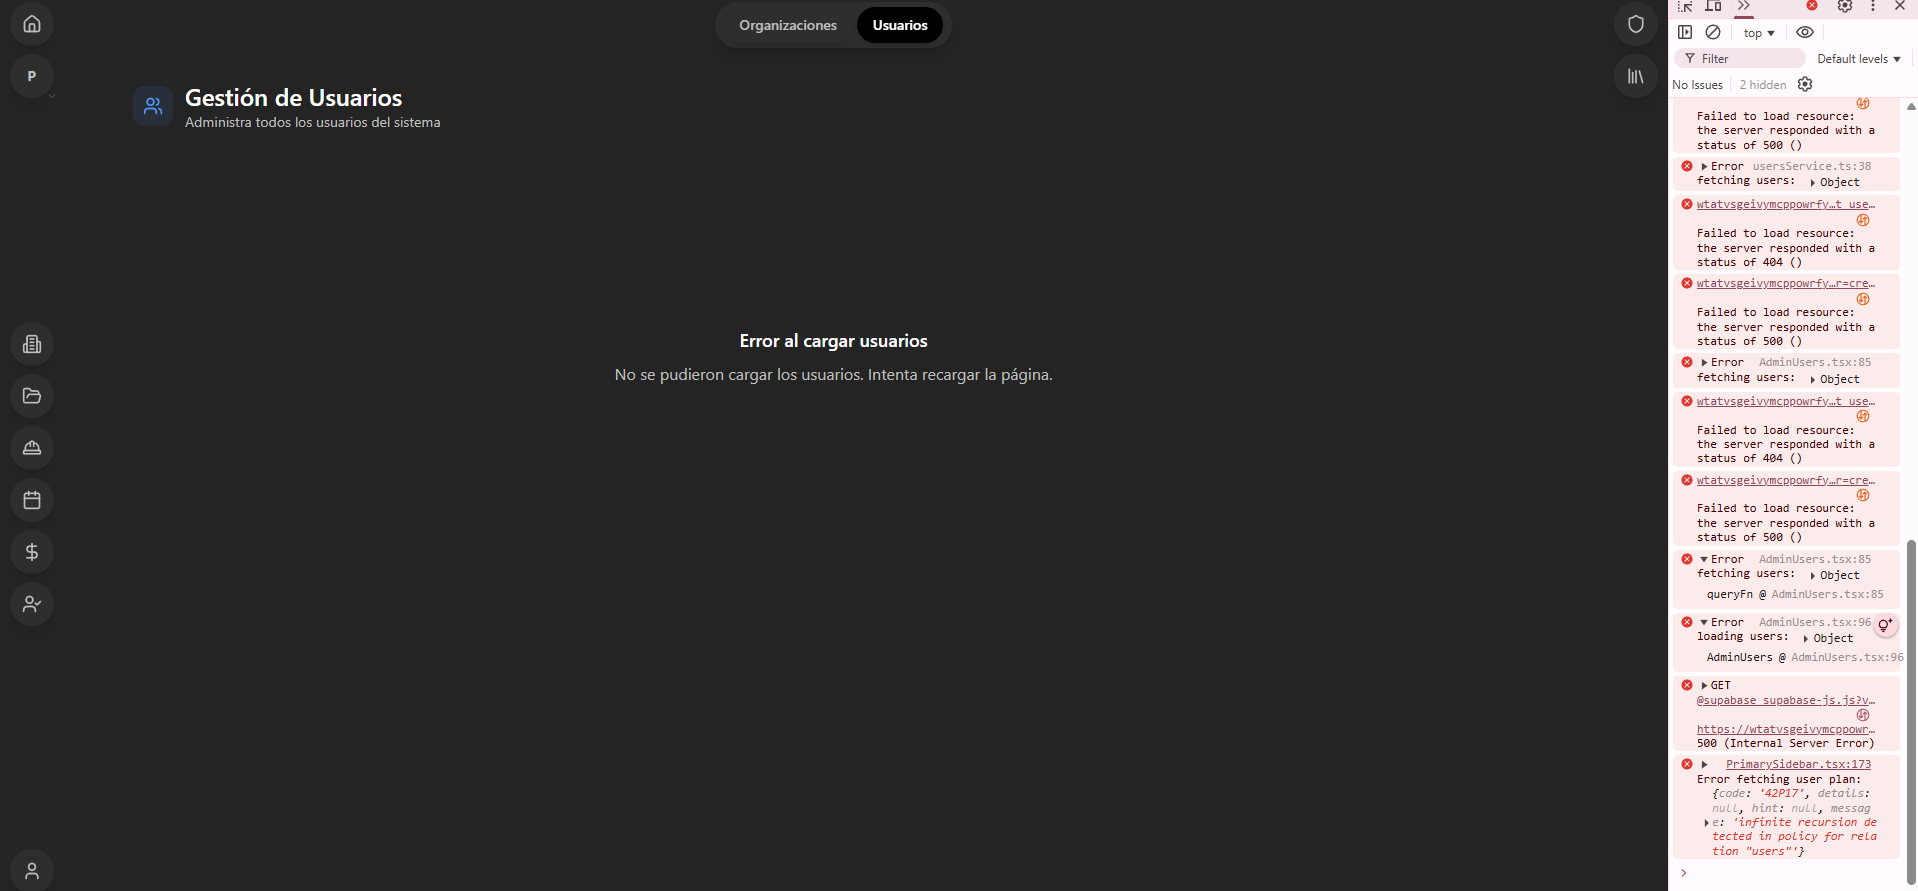 Organizaciones
Usuarios
P
Gestión de Usuarios
Administra todos los usuarios del sistema
Error al cargar usuarios
No se pudieron cargar los usuarios. Intenta recargar la página.
top
Filter
Default levels
No Issues
2 hidden
Failed to load resource:
the server responded with a
status of 500 ()
Error usersService.ts:38
fetching users: Object
wtatvsgeivymcppowrfy…t_use…
Failed to load resource:
the server responded with a
status of 404 ()
wtatvsgeivymcppowrfy…r=cre…
Failed to load resource:
the server responded with a
status of 500 ()
Error AdminUsers.tsx:85
fetching users: Object
wtatvsgeivymcppowrfy…t_use…
Failed to load resource:
the server responded with a
status of 404 ()
wtatvsgeivymcppowrfy…r=cre…
Failed to load resource:
the server responded with a
status of 500 ()
Error AdminUsers.tsx:85
fetching users: Object
queryFn @ AdminUsers.tsx:85
Error AdminUsers.tsx:96
loading users: Object
AdminUsers @ AdminUsers.tsx:96
GET
@supabase_supabase-js.js?v…
https://wtatvsgeivymcppowr…
500 (Internal Server Error)
PrimarySidebar.tsx:173
Error fetching user plan:
{code: '42P17', details:
null, hint: null, messag
e: 'infinite recursion de
tected in policy for rela
tion "users"'}